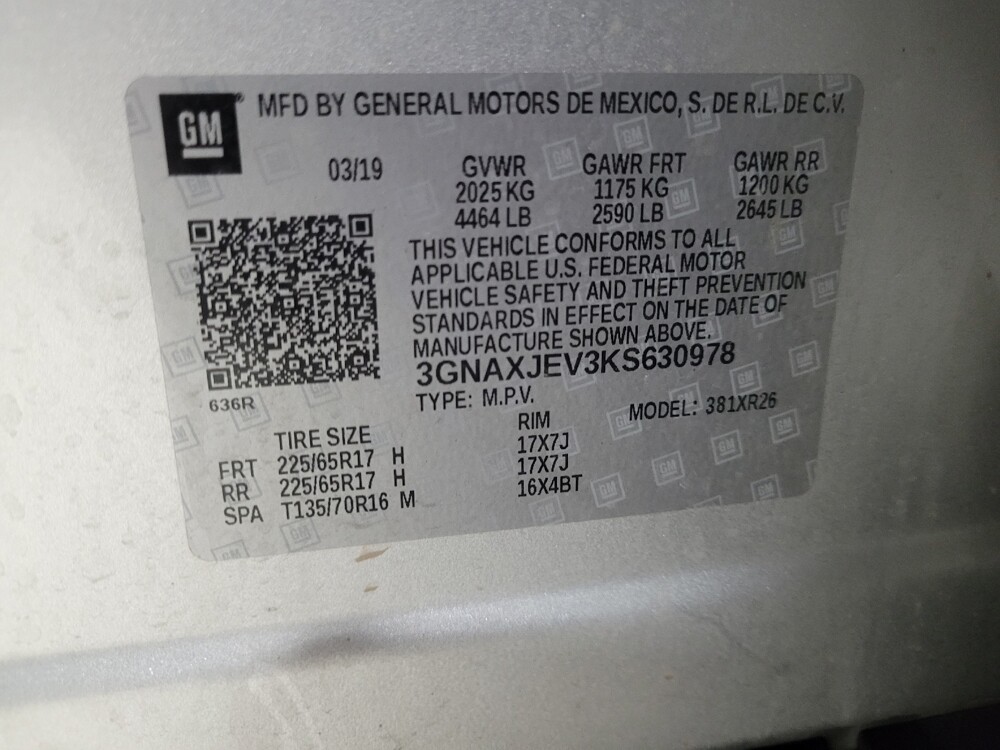 GM MFD BY GENERAL MOTORS DE MEXICO, S. DE R.L. DE C.V.
03/19 GVWR GAWR FRT GAWR RR
2025 KG 1175 KG 1200 KG
4464 LB 2590 LB 2645 LB
THIS VEHICLE CONFORMS TO ALL
APPLICABLE U.S. FEDERAL MOTOR
VEHICLE SAFETY AND THEFT PREVENTION
STANDARDS IN EFFECT ON THE DATE OF
MANUFACTURE SHOWN ABOVE.
3GNAXJEV3KS630978
636R
TYPE: M.P.V. MODEL: 381XR26
TIRE SIZE RIM
FRT 225/65R17 H 17X7J
RR 225/65R17 H 17X7J
SPA T135/70R16 M 16X4BT